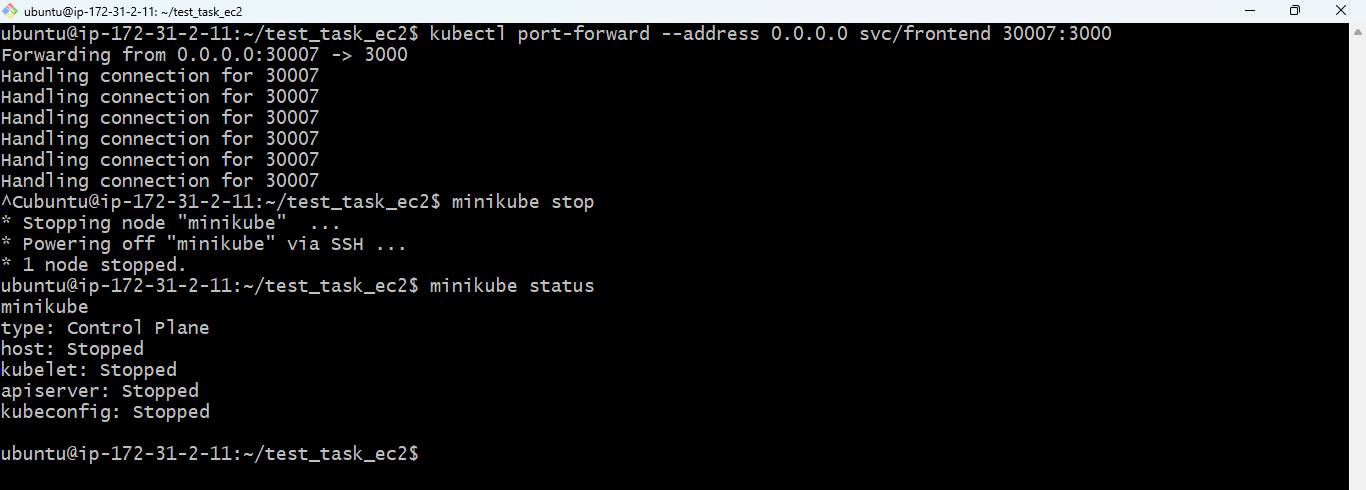 ubuntu@ip-172-31-2-11: ~/test_task_ec2
ubuntu@ip-172-31-2-11:~/test_task_ec2$ kubectl port-forward --address 0.0.0.0 svc/frontend 30007:3000
Forwarding from 0.0.0.0:30007 -> 3000
Handling connection for 30007
Handling connection for 30007
Handling connection for 30007
Handling connection for 30007
Handling connection for 30007
Handling connection for 30007
^Cubuntu@ip-172-31-2-11:~/test_task_ec2$ minikube stop
* Stopping node "minikube"  ...
* Powering off "minikube" via SSH ...
* 1 node stopped.
ubuntu@ip-172-31-2-11:~/test_task_ec2$ minikube status
minikube
type: Control Plane
host: Stopped
kubelet: Stopped
apiserver: Stopped
kubeconfig: Stopped
ubuntu@ip-172-31-2-11:~/test_task_ec2$